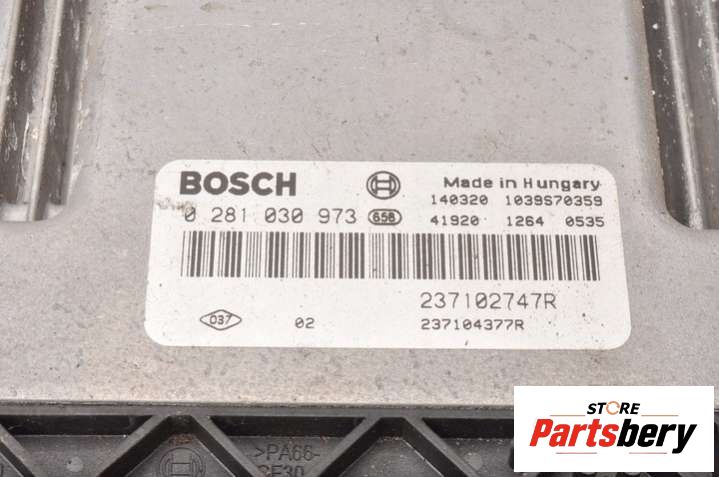 BOSCH
Made in Hungary
140320 1039S70359
0 281 030 973 658 41920 1264 0535
237102747R
037 02 237104377R
STORE
Partsbery
>PA66-
GF30